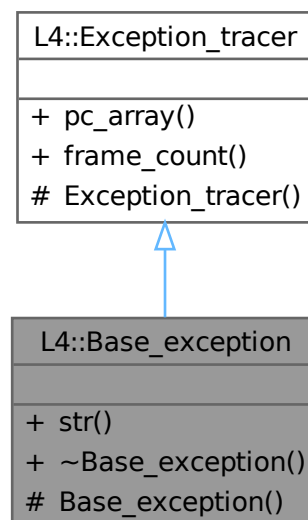 L4::Exception_tracer
+ pc_array()
+ frame_count()
# Exception_tracer()
L4::Base_exception
+ str()
+ ~Base_exception()
# Base_exception()